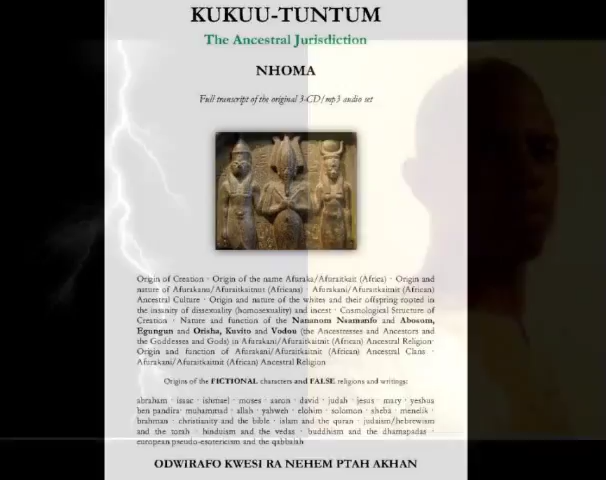 KUKUU-TUNTUM
The Ancestral Jurisdiction
NHOMA
Full transcript of the original 3-CD/mp3 audio set
Origin of Creation · Origin of the name Afuraka/Afuraitkait (Africa) · Origin and
nature of Afurakanu/Afuraitkaitnut (Africans) · Afurakani/Afuraitkaitnit (African)
Ancestral Culture · Origin and nature of the whites and their offspring rooted in
the insanity of dissexuality (homosexuality) and incest · Cosmological Structure of
Creation · Nature and function of the Nananom Nsamanfo and Abosom,
Egungun and Orisha, Kuvito and Vodou (the Ancestresses and Ancestors and
the Goddesses and Gods) in Afurakani/Afuraitkaitnit (African) Ancestral Religion·
Origin and function of Afurakani/Afuraitkaitnit (African) Ancestral Clans ·
Afurakani/Afuraitkaitnit (African) Ancestral Religion
Origins of the FICTIONAL characters and FALSE religions and writings:
abraham · isaac · ishmael · moses · aaron · david · judah · jesus · mary · yeshua
ben pandira· muhammad · allah · yahweh · elohim · solomon · sheba · menelik ·
brahman · christianity and the bible · islam and the quran · judaism/hebrewism
and the torah · hinduism and the vedas · buddhism and the dhamapadas ·
european pseudo-esotericism and the qabbalah
ODWIRAFO KWESI RA NEHEM PTAH AKHAN